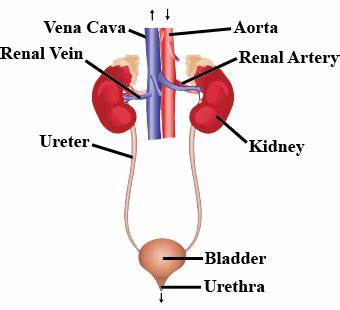 Vena Cava
Aorta
Renal Vein
Renal Artery
Ureter
Kidney
Bladder
Urethra